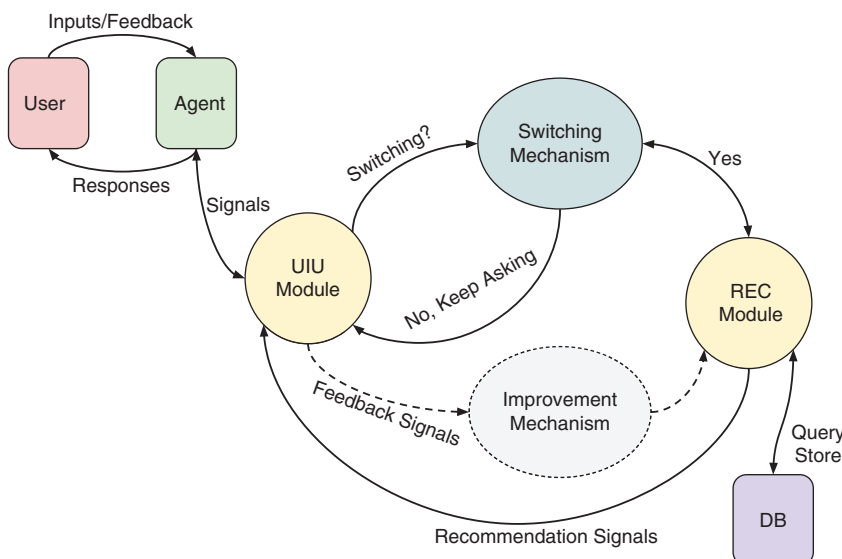 Inputs/Feedback
User
Agent
Responses
Signals
Switching?
Switching
Mechanism
Yes
UIU
Module
No, Keep Asking
REC
Module
Feedback Signals
Improvement
Mechanism
Query
Store
Recommendation Signals
DB